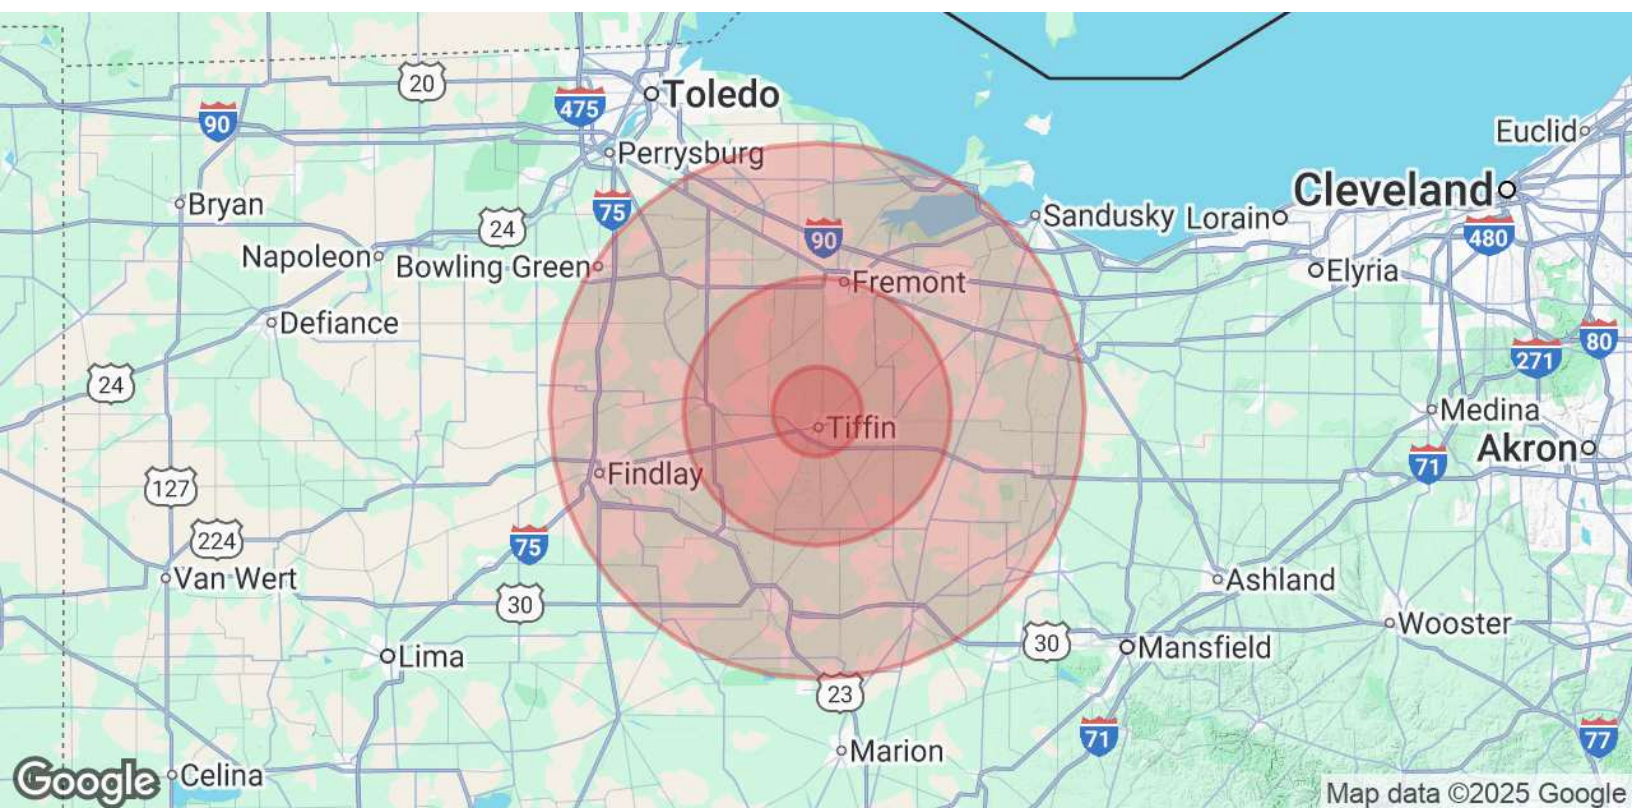 20
Toledo
475
90
Euclid
Perrysburg
Cleveland
Bryan
75
Sandusky
Lorain
24
90
480
Napoleon
Bowling Green
Elyria
Fremont
Defiance
80
271
24
Medina
Tiffin
Akron
71
Findlay
127
224
75
Van Wert
Ashland
30
Wooster
30
Mansfield
Lima
23
71
77
Marion
Celina
Google
Map data ©2025 Google